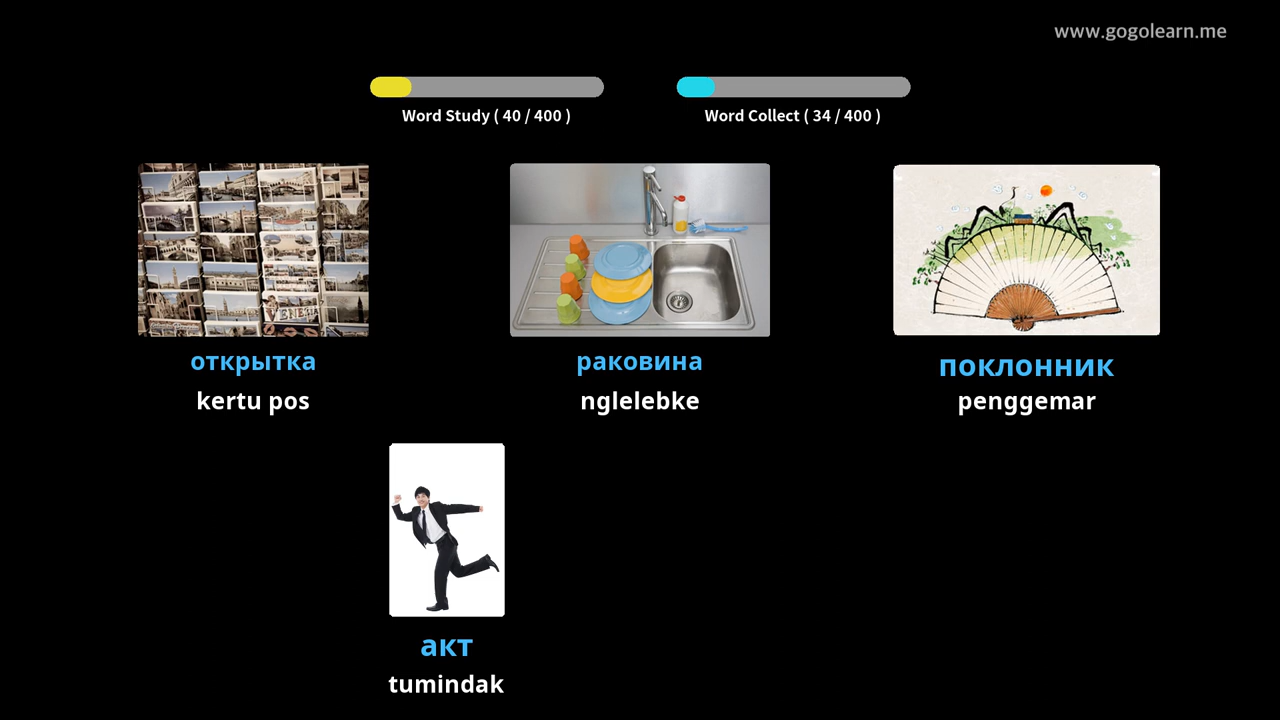 www.gogolearn.me
Word Study ( 40 / 400 )
Word Collect ( 34 / 400 )
открытка
kertu pos
раковина
nglelebke
поклонник
penggemar
акт
tumindak